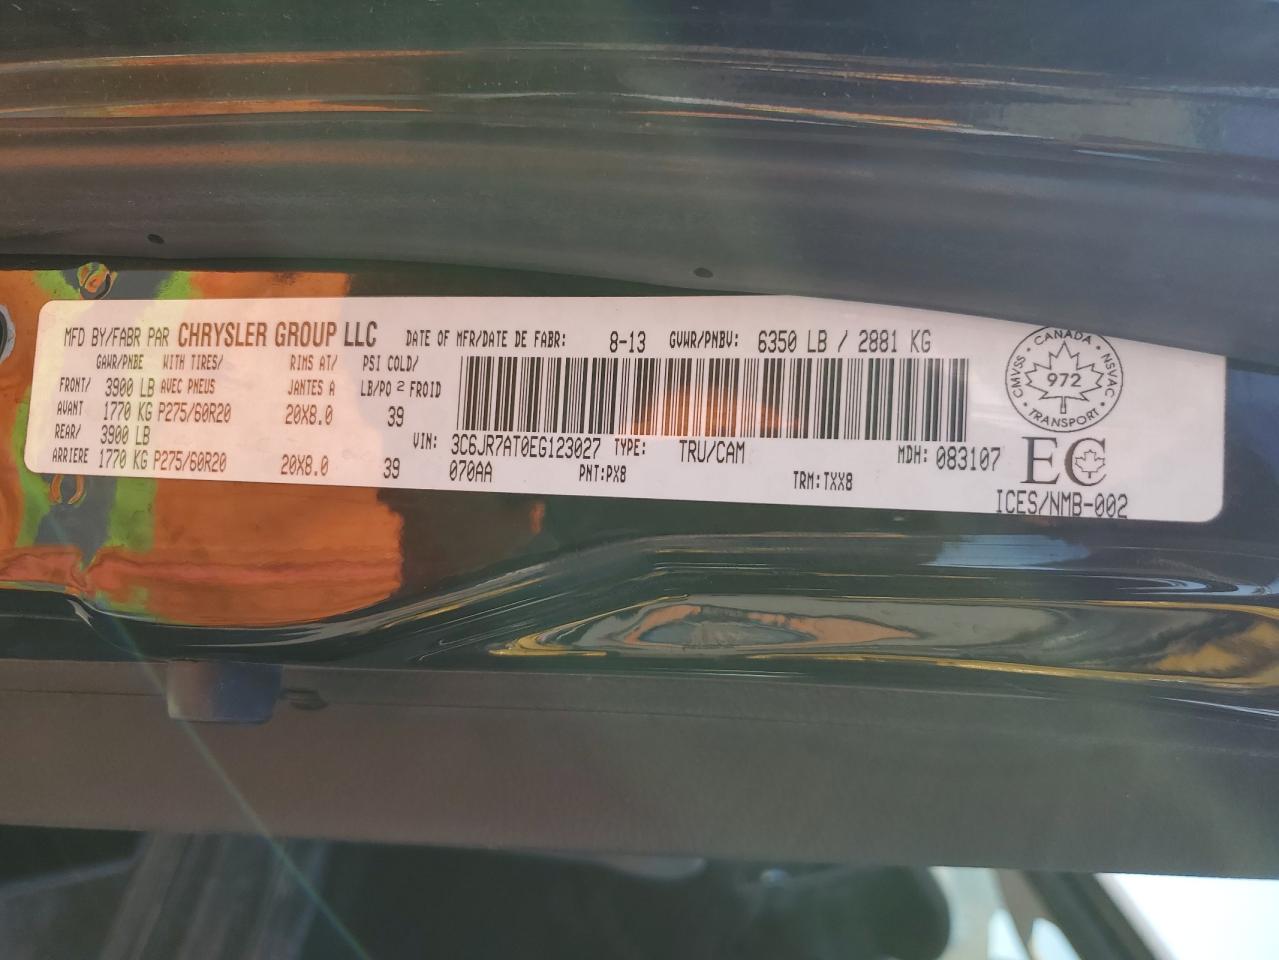 MFD BY/FABR PAR CHRYSLER GROUP LLC DATE OF MFR/DATE DE FABR: 8-13 GVWR/PNBV: 6350 LB / 2881 KG
GAWR/PNBE WITH TIRES/ RIMS AT/ PSI COLD/
FRONT/ 3900 LB AVEC PNEUS JANTES A LB/PO 2 FROID
AVANT 1770 KG P275/60R20 20X8.0 39
REAR/ 3900 LB
ARRIERE 1770 KG P275/60R20 20X8.0 39
VIN: 3C6JR7AT0EG123027 TYPE: TRU/CAM MDH: 083107
070AA PNT:PX8 TRM:TXX8
CANADA
CMVSS 972 NSVAC
TRANSPORT
EC
ICES/NMB-002